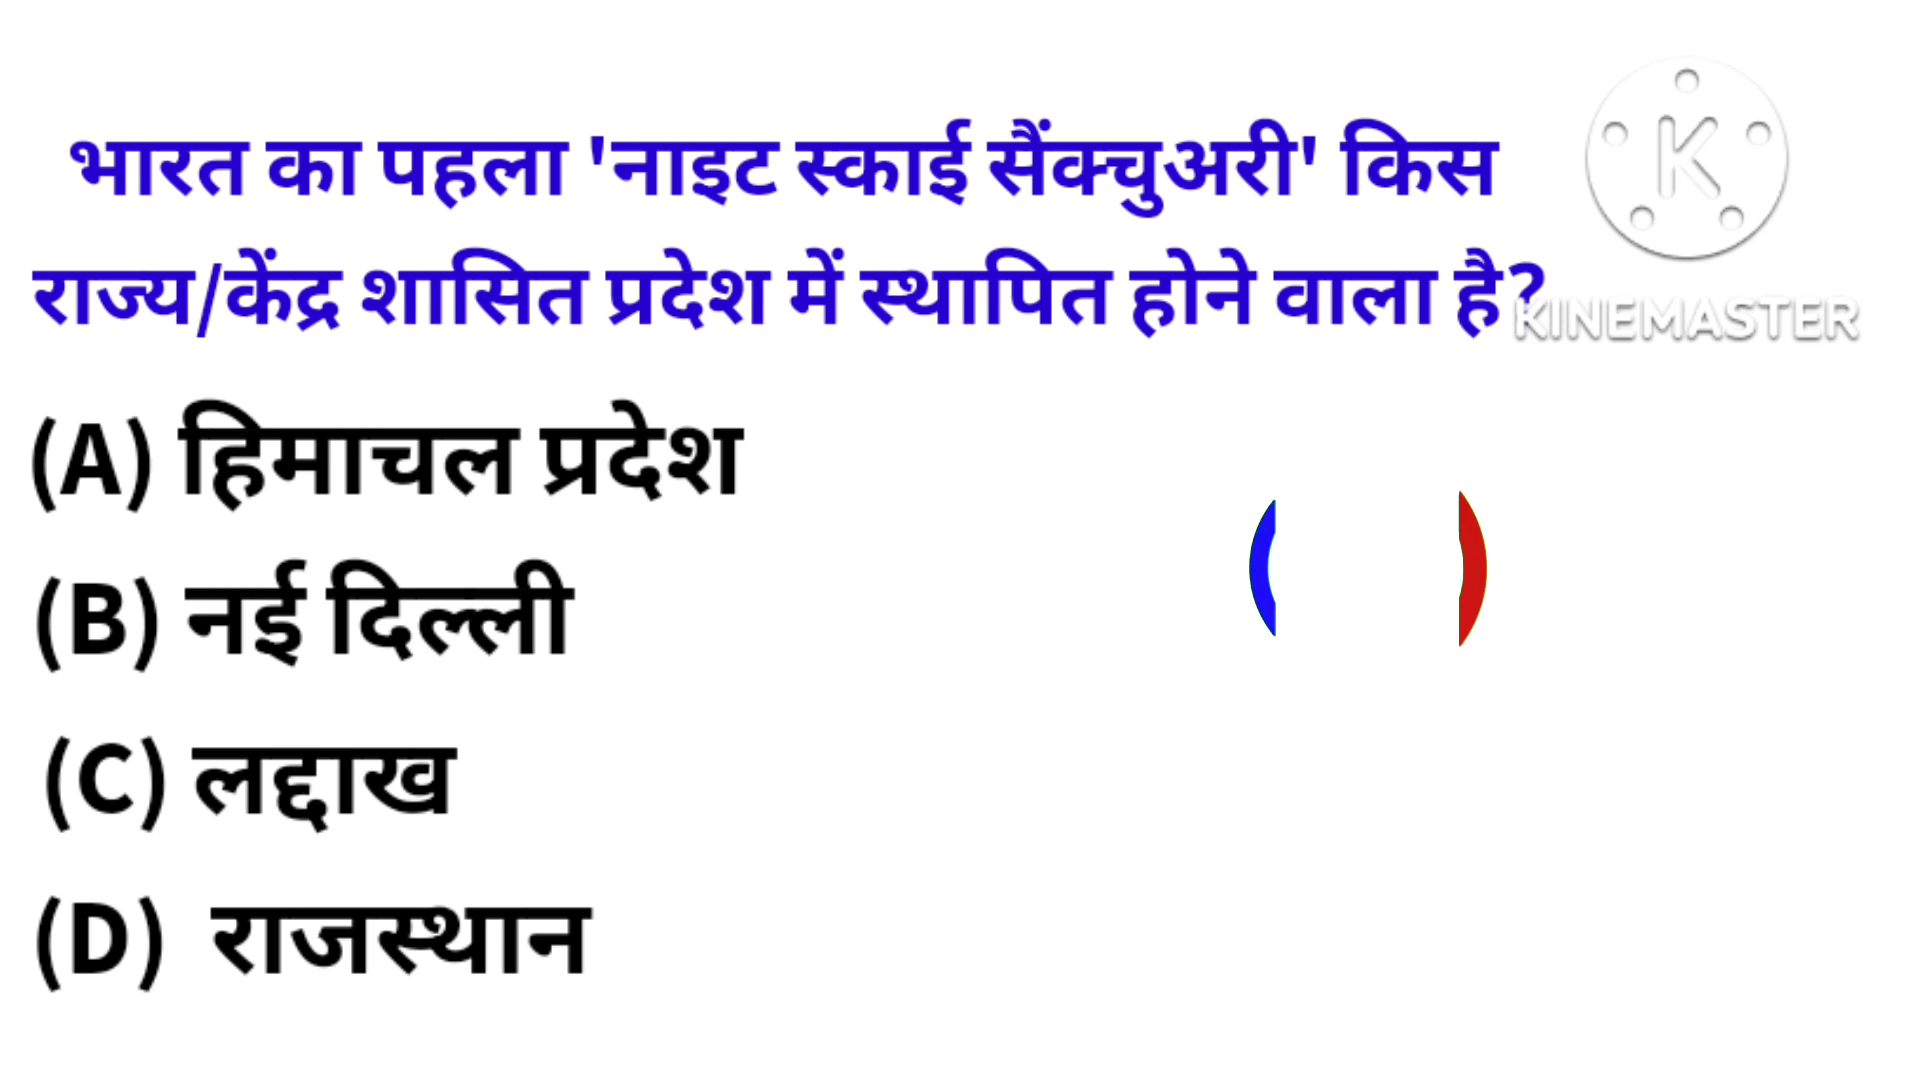 भारत का पहला 'नाइट स्काई सैंक्चुअरी' किस
राज्य/केंद्र शासित प्रदेश में स्थापित होने वाला है?
K
KINEMASTER
(A) हिमाचल प्रदेश
(B) नई दिल्ली
(C) लद्दाख
(D) राजस्थान